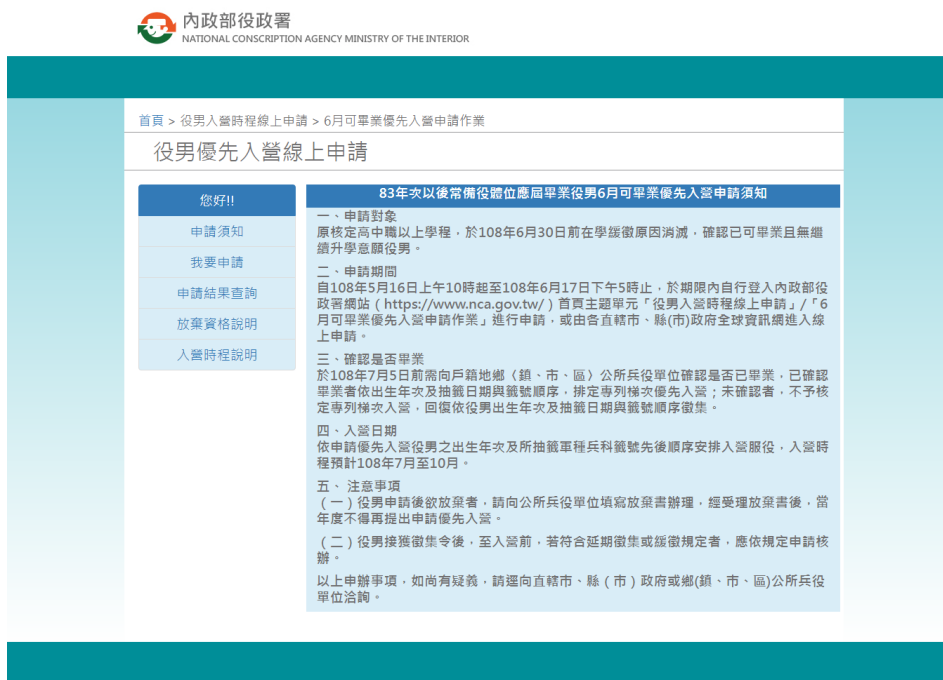 內政部役政署
NATIONAL CONSCRIPTION AGENCY MINISTRY OF THE INTERIOR
首頁 > 役男入營時程線上申請 > 6月可畢業優先入營申請作業
役男優先入營線上申請
您好!!
申請須知
我要申請
申請結果查詢
放棄資格說明
入營時程說明
83年次以後常備役體位應屆畢業役男6月可畢業優先入營申請須知
一、申請對象
原核定高中職以上學程，於108年6月30日前在學緩徵原因消滅，確認已可畢業且無繼
續升學意願役男。
二、申請期間
自108年5月16日上午10時起至108年6月17日下午5時止，於期限內自行登入內政部役
政署網站（https://www.nca.gov.tw/）首頁主題單元「役男入營時程線上申請」/「6
月可畢業優先入營申請作業」進行申請，或由各直轄市、縣(市)政府全球資訊網進入線
上申請。
三、確認是否畢業
於108年7月5日前需向戶籍地鄉〈鎮、市、區〉公所兵役單位確認是否已畢業，已確認
畢業者依出生年次及抽籤日期與籤號順序，排定專列梯次優先入營；未確認者，不予核
定專列梯次入營，回復依役男出生年次及抽籤日期與籤號順序徵集。
四、入營日期
依申請優先入營役男之出生年次及所抽籤軍種兵科籤號先後順序安排入營服役，入營時
程預計108年7月至10月。
五、 注意事項
（一）役男申請後欲放棄者，請向公所兵役單位填寫放棄書辦理，經受理放棄書後，當
年度不得再提出申請優先入營。
（二）役男接獲徵集令後，至入營前，若符合延期徵集或緩徵規定者，應依規定申請核
辦。
以上申辦事項，如尚有疑義，請逕向直轄市、縣（市）政府或鄉(鎮、市、區)公所兵役
單位洽詢。